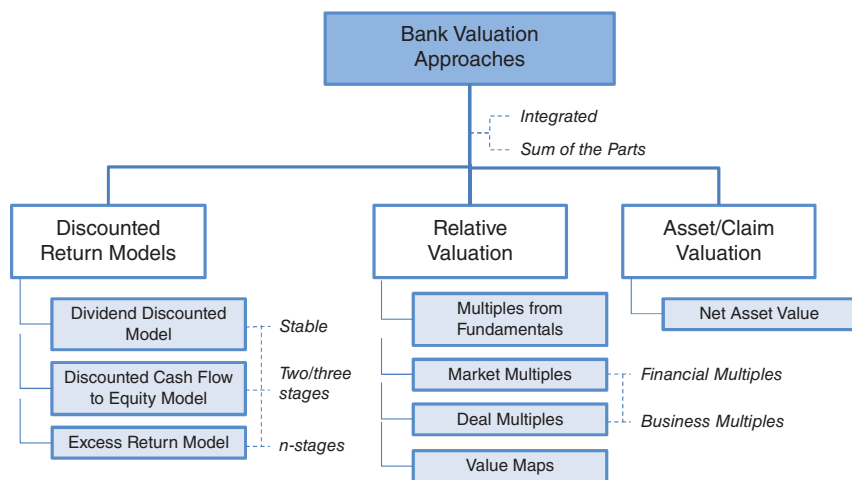 Bank Valuation
Approaches
Integrated
Sum of the Parts
Discounted
Return Models
Dividend Discounted
Model
Discounted Cash Flow
to Equity Model
Excess Return Model
Stable
Two/three
stages
n-stages
Relative
Valuation
Multiples from
Fundamentals
Market Multiples
Deal Multiples
Value Maps
Financial Multiples
Business Multiples
Asset/Claim
Valuation
Net Asset Value